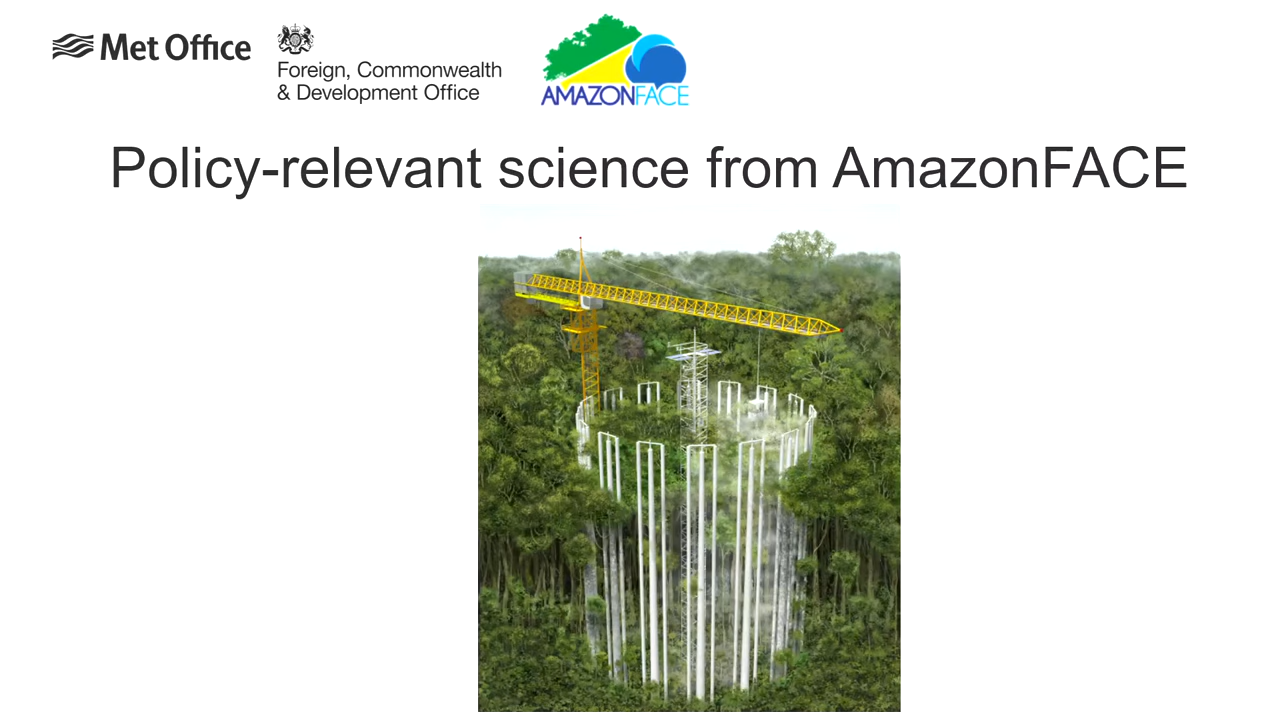 Met Office
Foreign, Commonwealth
& Development Office
AMAZONFACE
Policy-relevant science from AmazonFACE